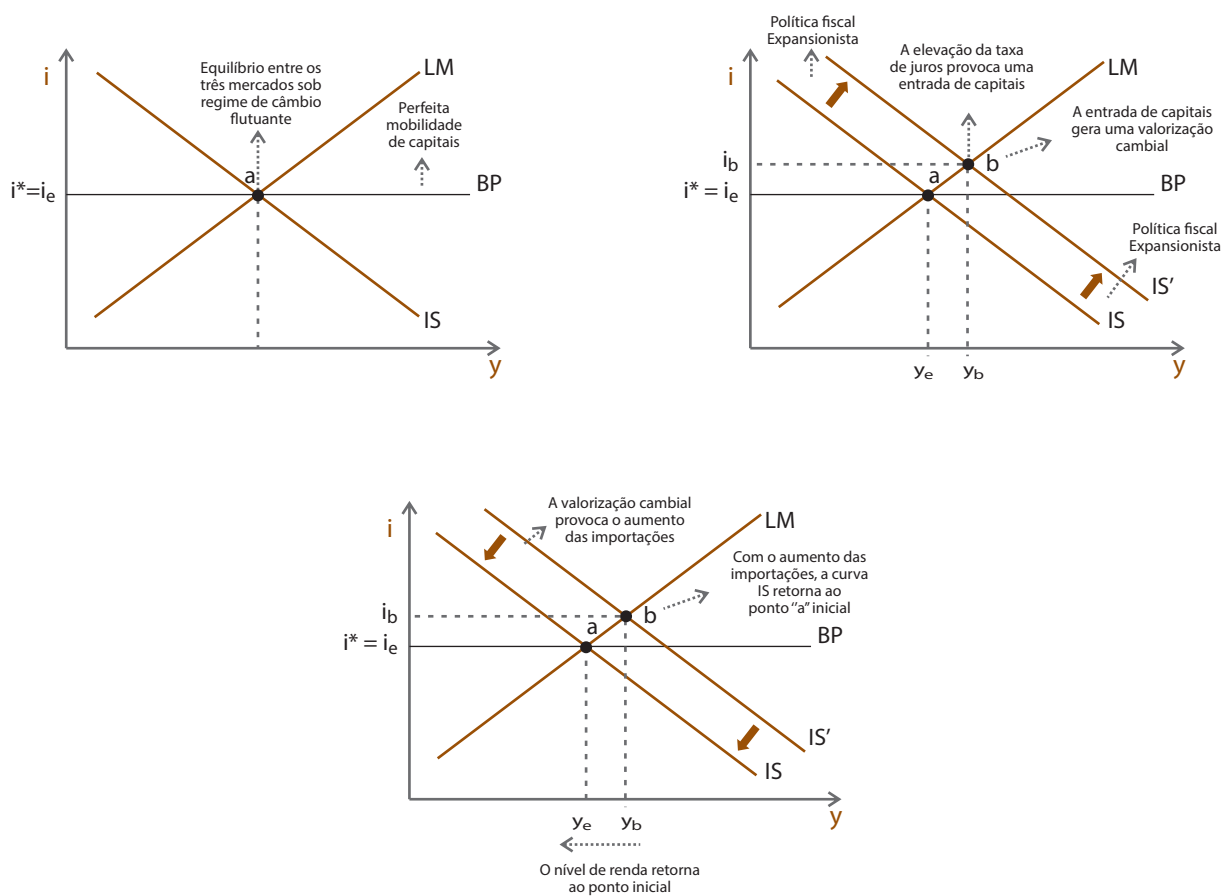 i
Equilíbrio entre os
três mercados sob
regime de câmbio
flutuante
LM
Perfeita
mobilidade
de capitais
a
i*=iₑ
BP
IS
y
Política fiscal
Expansionista
i
A elevação da taxa
de juros provoca uma
entrada de capitais
LM
A entrada de capitais
gera uma valorização
cambial
i_b
b
a
i* = iₑ
BP
Política fiscal
Expansionista
IS’
IS
y
yₑ
y_b
i
A valorização cambial
provoca o aumento
das importações
LM
Com o aumento das
importações, a curva
IS retorna ao
ponto “a” inicial
i_b
b
a
i* = iₑ
BP
IS’
IS
y
yₑ
y_b
O nível de renda retorna
ao ponto inicial